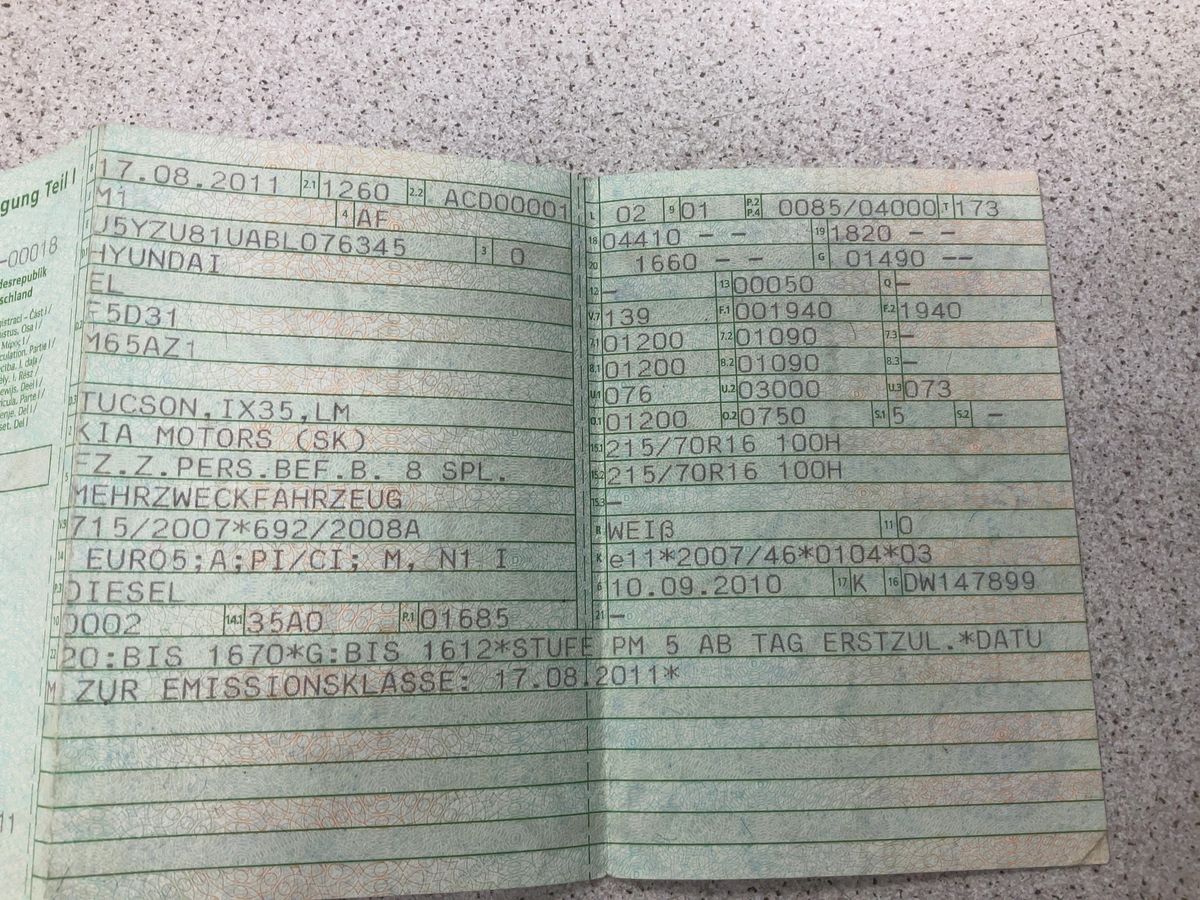 gung Teil I
-00018
desrepublik
schland
B 17.08.2011 2.1 1260 2.2 ACD00001
M1 4 AF
U5YZU81UABL076345 3 0
HYUNDAI
EL
F5D31
M65AZ1
TUCSON,IX35,LM
KIA MOTORS (SK)
FZ.Z.PERS.BEF.B. 8 SPL.
MEHRZWECKFAHRZEUG
715/2007*692/2008A
14 EURO5;A;PI/CI; M, N1 I
P.3 DIESEL
10 0002 14.1 35A0 P.1 01685
L 02 9 01 P.2 P.4 0085/04000 T 173
18 04410 – – 19 1820 – –
20 1660 – – G 01490 ––
12 – 13 00050 Q –
V.7 139 F.1 001940 F.2 1940
7.1 01200 7.2 01090 7.3 –
8.1 01200 8.2 01090 8.3 –
U.1 076 U.2 03000 U.3 073
O.1 01200 O.2 0750 S.1 5 S.2 –
15.1 215/70R16 100H
15.2 215/70R16 100H
15.3 –
R WEIß 11 0
K e11*2007/46*0104*03
6 10.09.2010 17 K 16 DW147899
21 –
22 20:BIS 1670*G:BIS 1612*STUFE PM 5 AB TAG ERSTZUL.*DATU
M ZUR EMISSIONSKLASSE: 17.08.2011*